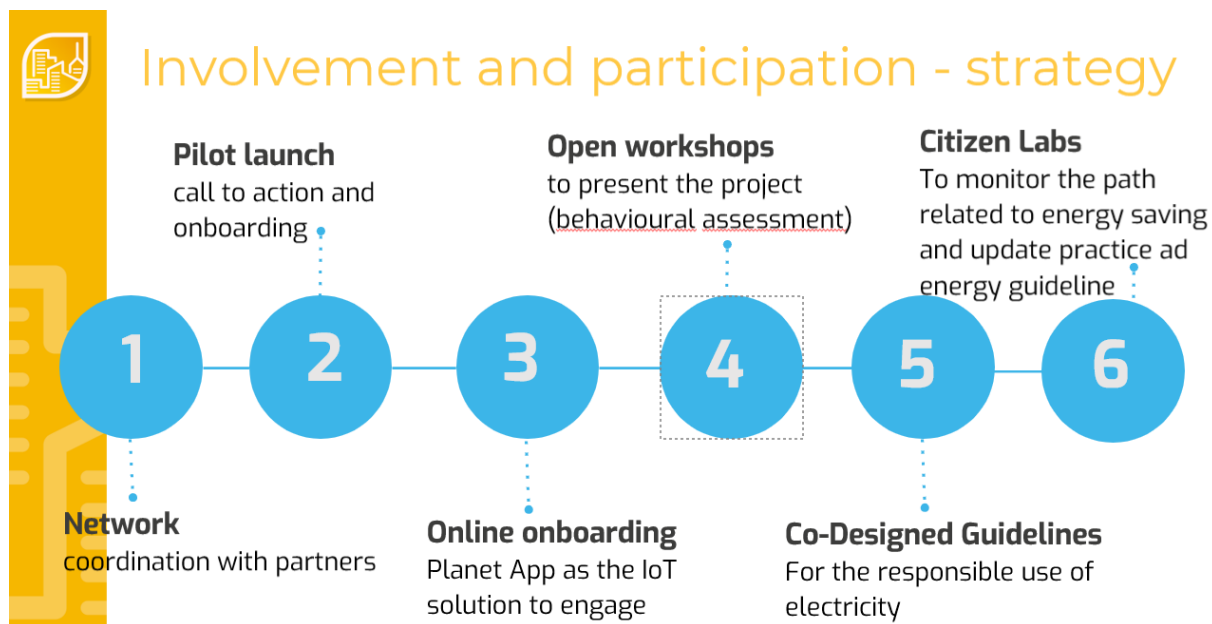 Involvement and participation - strategy
Pilot launch
call to action and
onboarding
Open workshops
to present the project
(behavioural assessment)
Citizen Labs
To monitor the path
related to energy saving
and update practice ad
energy guideline
1
2
3
4
5
6
Network
coordination with partners
Online onboarding
Planet App as the IoT
solution to engage
Co-Designed Guidelines
For the responsible use of
electricity